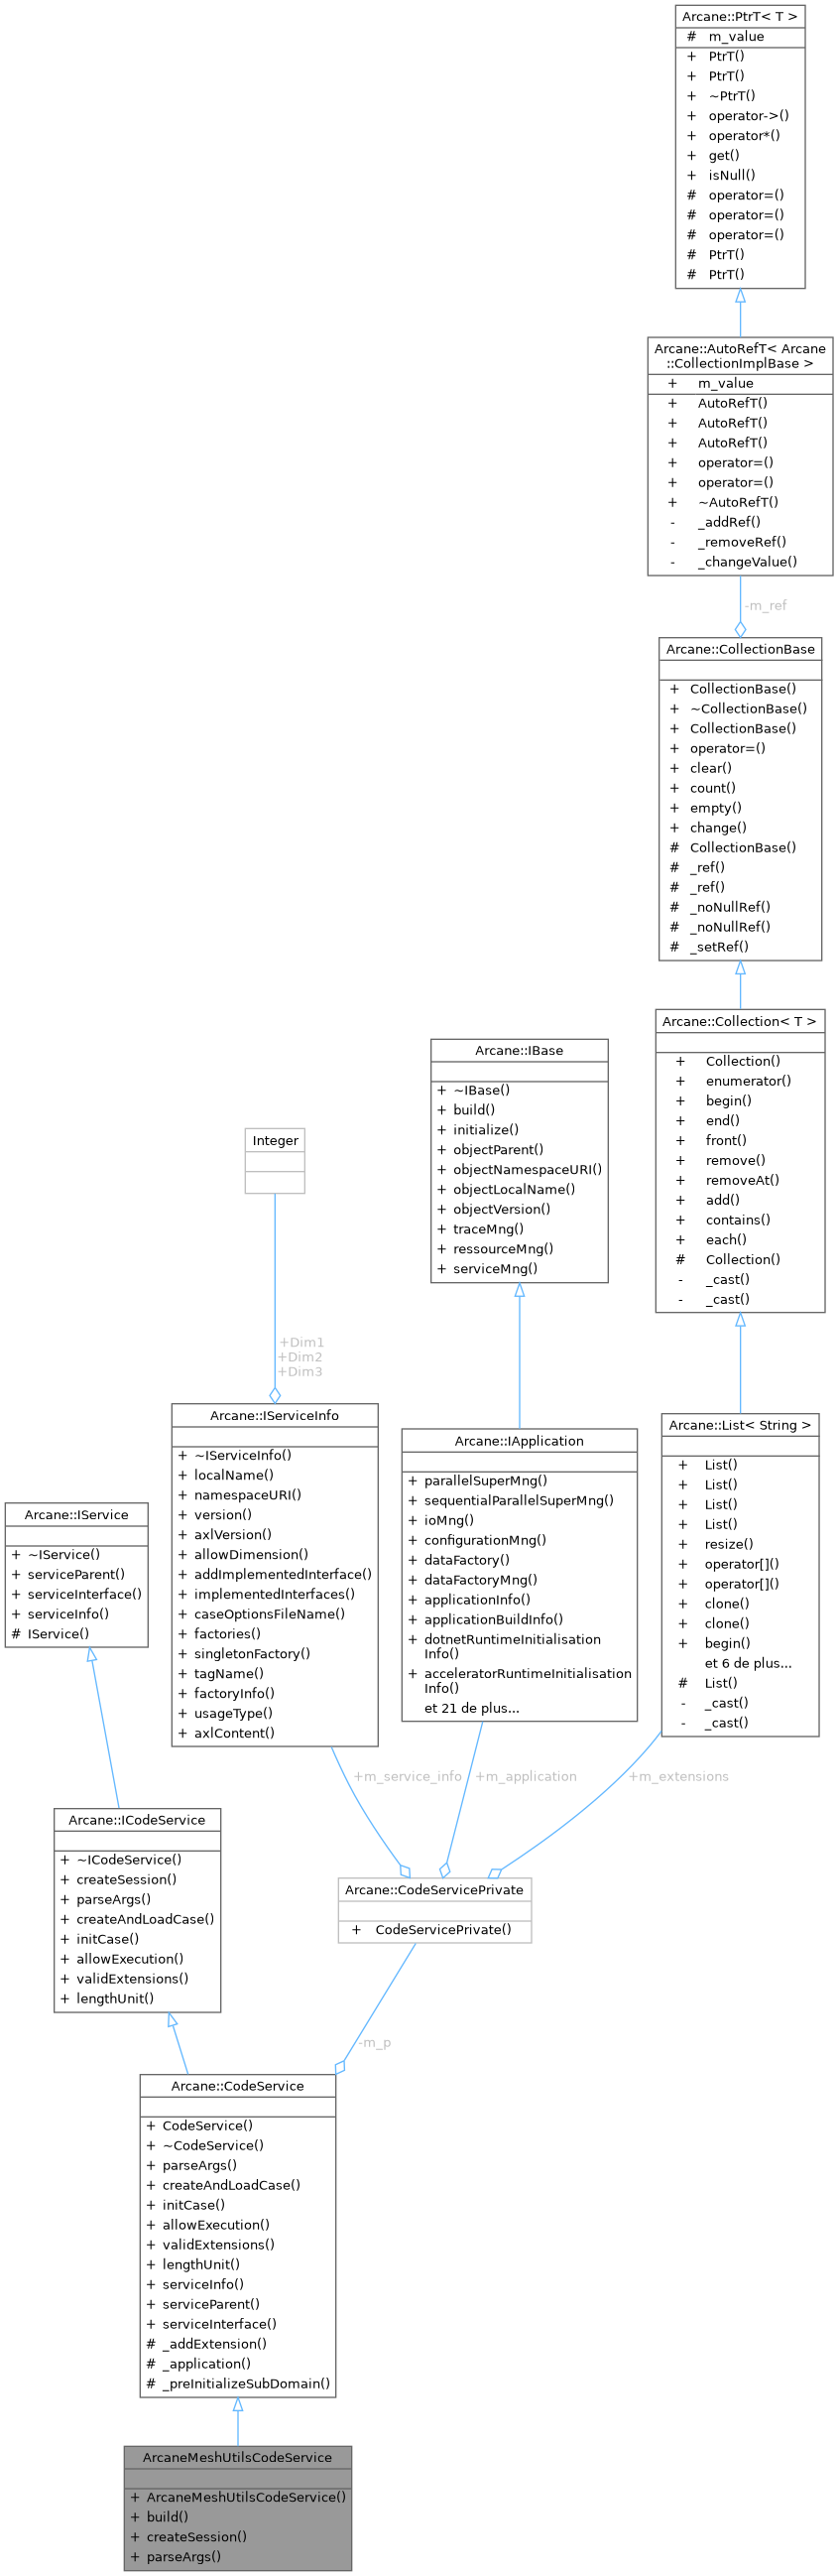 Arcane::PtrT< T >
# m_value
+ PtrT()
+ PtrT()
+ ~PtrT()
+ operator->()
+ operator*()
+ get()
+ isNull()
# operator=()
# operator=()
# operator=()
# PtrT()
# PtrT()
Arcane::AutoRefT< Arcane
::CollectionImplBase >
+ m_value
+ AutoRefT()
+ AutoRefT()
+ AutoRefT()
+ operator=()
+ operator=()
+ ~AutoRefT()
- _addRef()
- _removeRef()
- _changeValue()
-m_ref
Arcane::CollectionBase
+ CollectionBase()
+ ~CollectionBase()
+ CollectionBase()
+ operator=()
+ clear()
+ count()
+ empty()
+ change()
# CollectionBase()
# _ref()
# _ref()
# _noNullRef()
# _noNullRef()
# _setRef()
Arcane::Collection< T >
+ Collection()
+ enumerator()
+ begin()
+ end()
+ front()
+ remove()
+ removeAt()
+ add()
+ contains()
+ each()
# Collection()
- _cast()
- _cast()
Arcane::IBase
+ ~IBase()
+ build()
+ initialize()
+ objectParent()
+ objectNamespaceURI()
+ objectLocalName()
+ objectVersion()
+ traceMng()
+ ressourceMng()
+ serviceMng()
Integer
+Dim1
+Dim2
+Dim3
Arcane::IServiceInfo
+ ~IServiceInfo()
+ localName()
+ namespaceURI()
+ version()
+ axlVersion()
+ allowDimension()
+ addImplementedInterface()
+ implementedInterfaces()
+ caseOptionsFileName()
+ factories()
+ singletonFactory()
+ tagName()
+ factoryInfo()
+ usageType()
+ axlContent()
Arcane::IApplication
+ parallelSuperMng()
+ sequentialParallelSuperMng()
+ ioMng()
+ configurationMng()
+ dataFactory()
+ dataFactoryMng()
+ applicationInfo()
+ applicationBuildInfo()
+ dotnetRuntimeInitialisation
Info()
+ acceleratorRuntimeInitialisation
Info()
et 21 de plus...
Arcane::List< String >
+ List()
+ List()
+ List()
+ List()
+ resize()
+ operator[]()
+ operator[]()
+ clone()
+ clone()
+ begin()
et 6 de plus...
# List()
- _cast()
- _cast()
Arcane::IService
+ ~IService()
+ serviceParent()
+ serviceInterface()
+ serviceInfo()
# IService()
+m_service_info
+m_application
+m_extensions
Arcane::ICodeService
+ ~ICodeService()
+ createSession()
+ parseArgs()
+ createAndLoadCase()
+ initCase()
+ allowExecution()
+ validExtensions()
+ lengthUnit()
Arcane::CodeServicePrivate
+ CodeServicePrivate()
-m_p
Arcane::CodeService
+ CodeService()
+ ~CodeService()
+ parseArgs()
+ createAndLoadCase()
+ initCase()
+ allowExecution()
+ validExtensions()
+ lengthUnit()
+ serviceInfo()
+ serviceParent()
+ serviceInterface()
# _addExtension()
# _application()
# _preInitializeSubDomain()
ArcaneMeshUtilsCodeService
+ ArcaneMeshUtilsCodeService()
+ build()
+ createSession()
+ parseArgs()